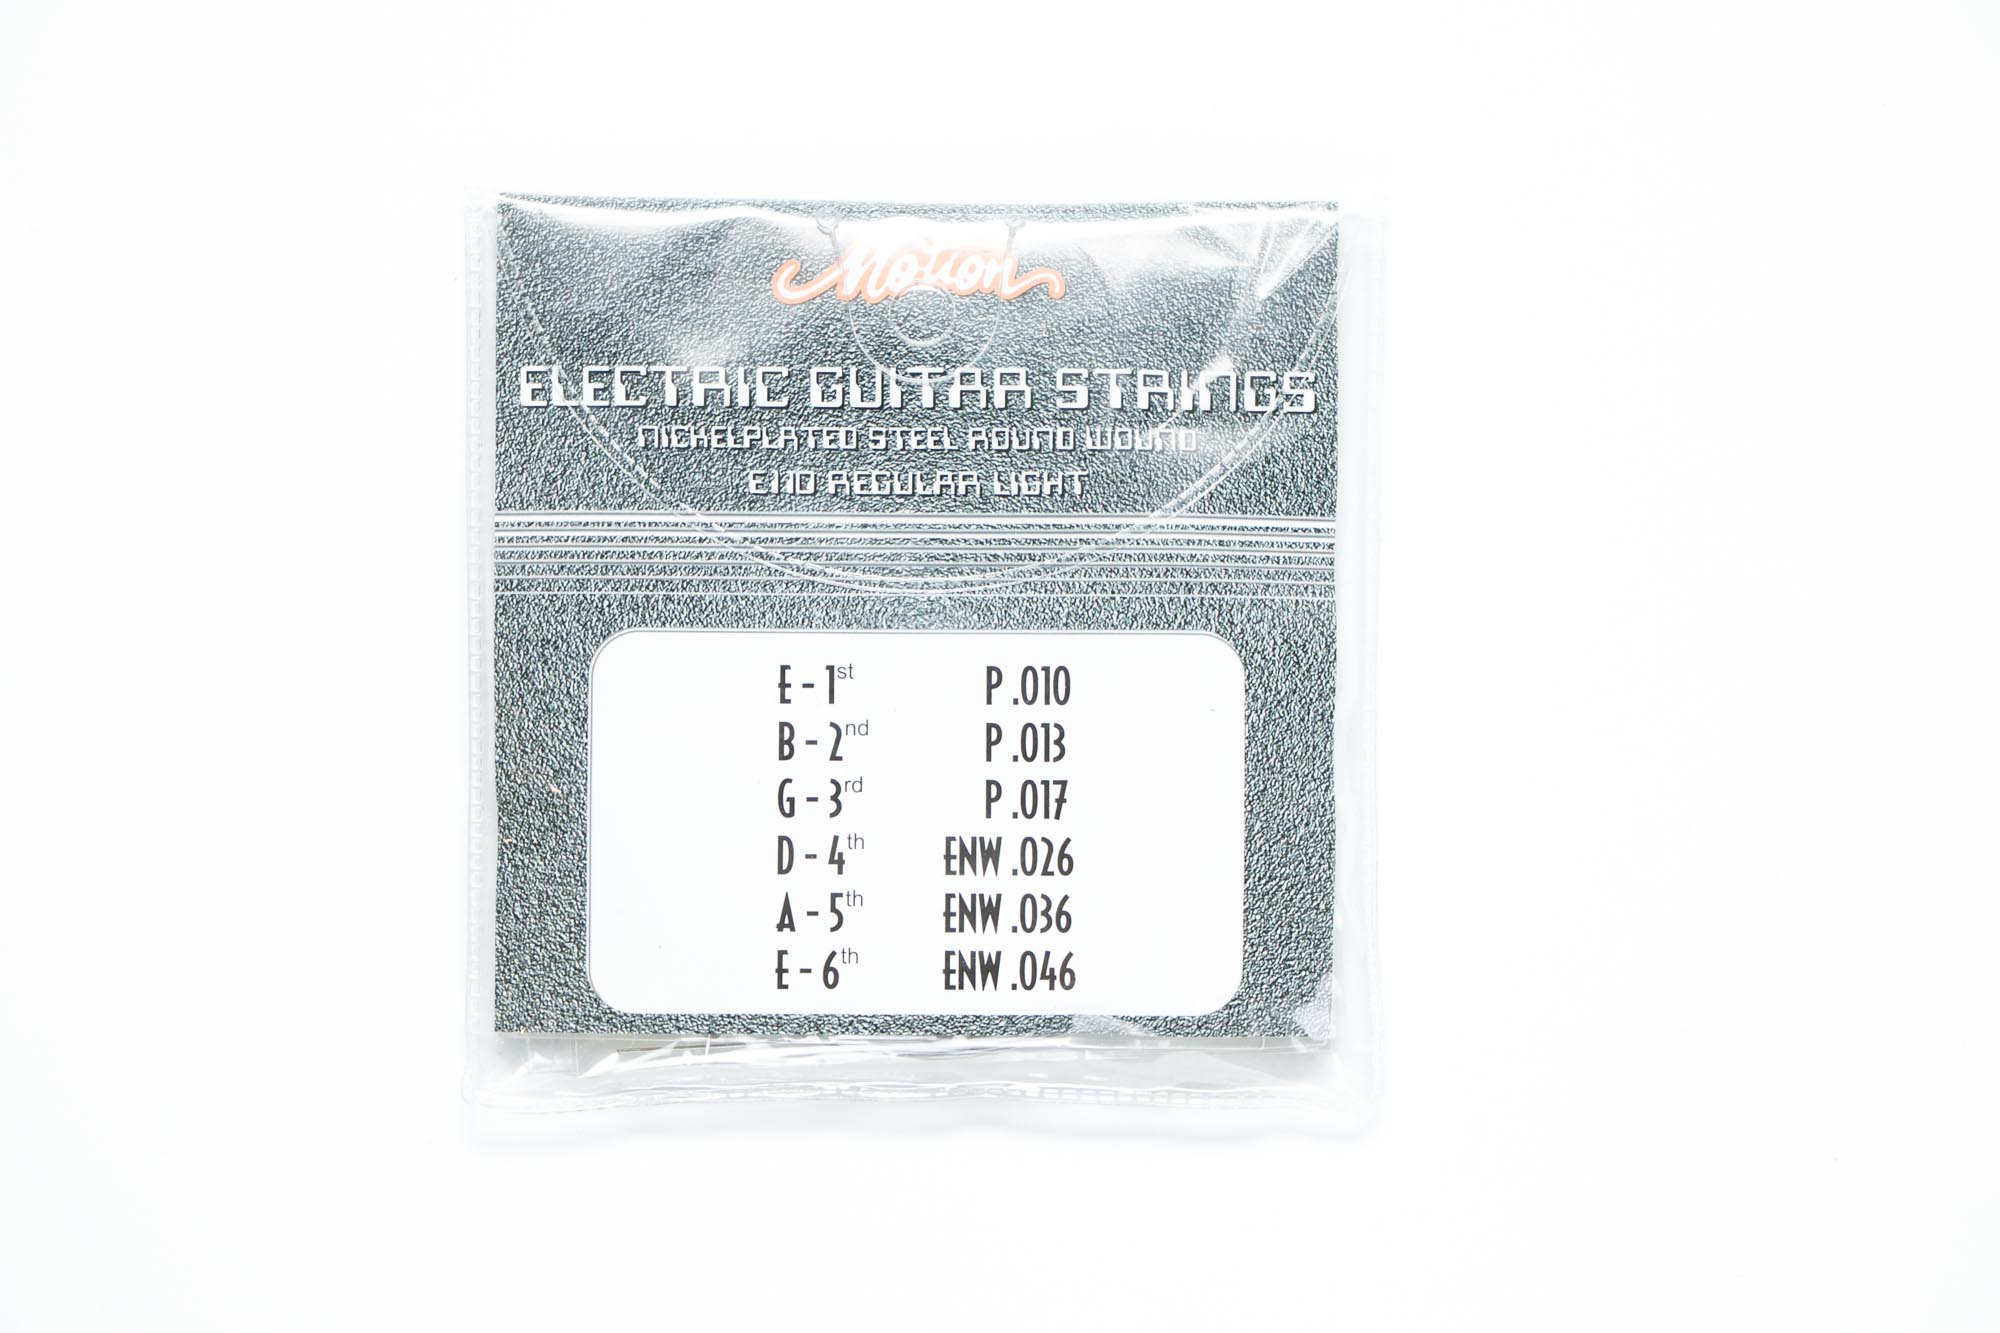 Motion
ELECTRIC GUITAR STRINGS
NICKELPLATED STEEL ROUND WOUND
E110 REGULAR LIGHT
E - 1st P .010
B - 2nd P .013
G - 3rd P .017
D - 4th ENW .026
A - 5th ENW .036
E - 6th ENW .046